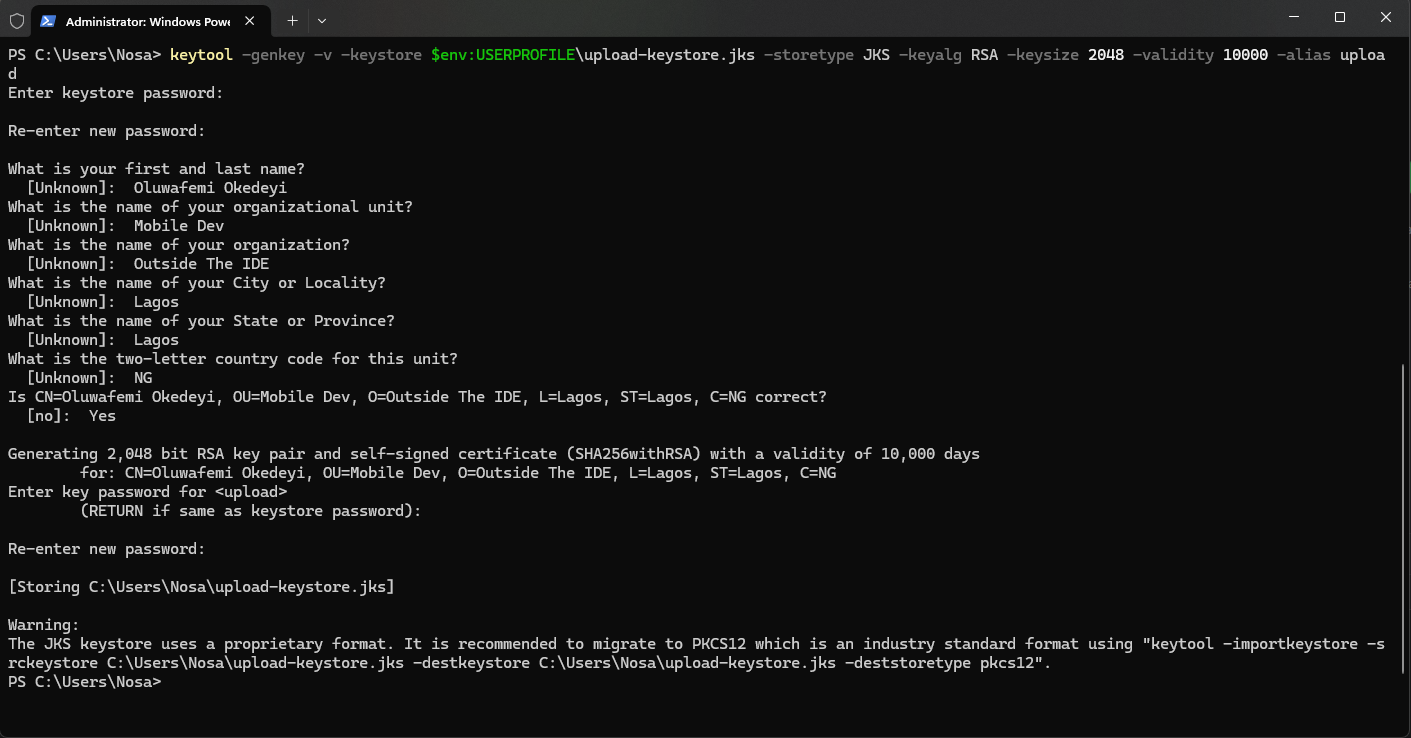 Administrator: Windows Powe
PS C:\Users\Nosa> keytool -genkey -v -keystore $env:USERPROFILE\upload-keystore.jks -storetype JKS -keyalg RSA -keysize 2048 -validity 10000 -alias uploa
d
Enter keystore password:
Re-enter new password:
What is your first and last name?
[Unknown]: Oluwafemi Okedeyi
What is the name of your organizational unit?
[Unknown]: Mobile Dev
What is the name of your organization?
[Unknown]: Outside The IDE
What is the name of your City or Locality?
[Unknown]: Lagos
What is the name of your State or Province?
[Unknown]: Lagos
What is the two-letter country code for this unit?
[Unknown]: NG
Is CN=Oluwafemi Okedeyi, OU=Mobile Dev, O=Outside The IDE, L=Lagos, ST=Lagos, C=NG correct?
[no]: Yes
Generating 2,048 bit RSA key pair and self-signed certificate (SHA256withRSA) with a validity of 10,000 days
for: CN=Oluwafemi Okedeyi, OU=Mobile Dev, O=Outside The IDE, L=Lagos, ST=Lagos, C=NG
Enter key password for <upload>
(RETURN if same as keystore password):
Re-enter new password:
[Storing C:\Users\Nosa\upload-keystore.jks]
Warning:
The JKS keystore uses a proprietary format. It is recommended to migrate to PKCS12 which is an industry standard format using "keytool -importkeystore -s
rckeystore C:\Users\Nosa\upload-keystore.jks -destkeystore C:\Users\Nosa\upload-keystore.jks -deststoretype pkcs12".
PS C:\Users\Nosa>